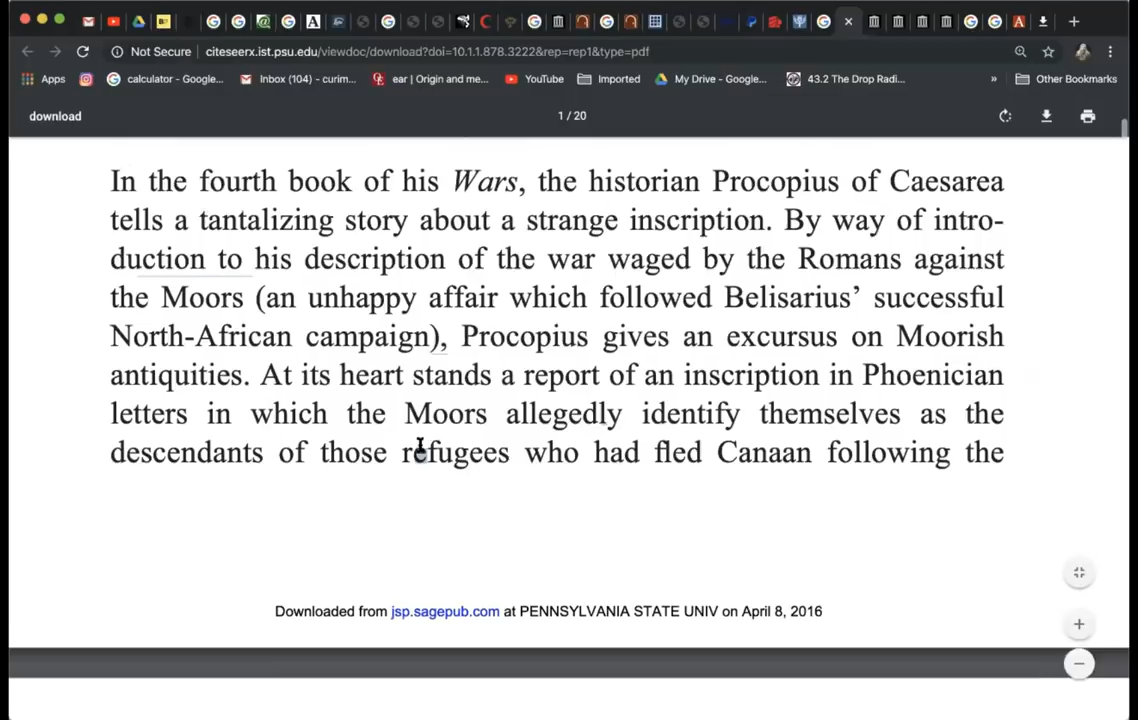 Not Secure
citeseerx.ist.psu.edu/viewdoc/download?doi=10.1.1.878.3222&rep=rep1&type=pdf
Apps
calculator - Google...
Inbox (104) - curim...
ear | Origin and me...
YouTube
Imported
My Drive - Google...
43.2 The Drop Radi...
»
Other Bookmarks
download
1 / 20
In the fourth book of his Wars, the historian Procopius of Caesarea
tells a tantalizing story about a strange inscription. By way of intro-
duction to his description of the war waged by the Romans against
the Moors (an unhappy affair which followed Belisarius’ successful
North-African campaign), Procopius gives an excursus on Moorish
antiquities. At its heart stands a report of an inscription in Phoenician
letters in which the Moors allegedly identify themselves as the
descendants of those refugees who had fled Canaan following the
Downloaded from jsp.sagepub.com at PENNSYLVANIA STATE UNIV on April 8, 2016